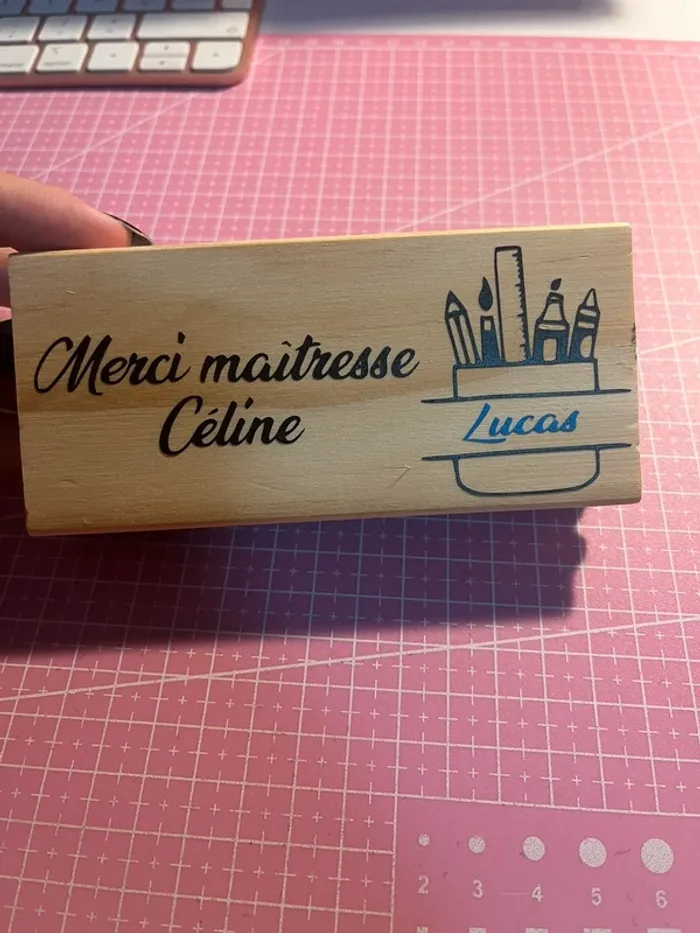 Merci maîtresse
Céline
Lucas
2 3 4 5 6